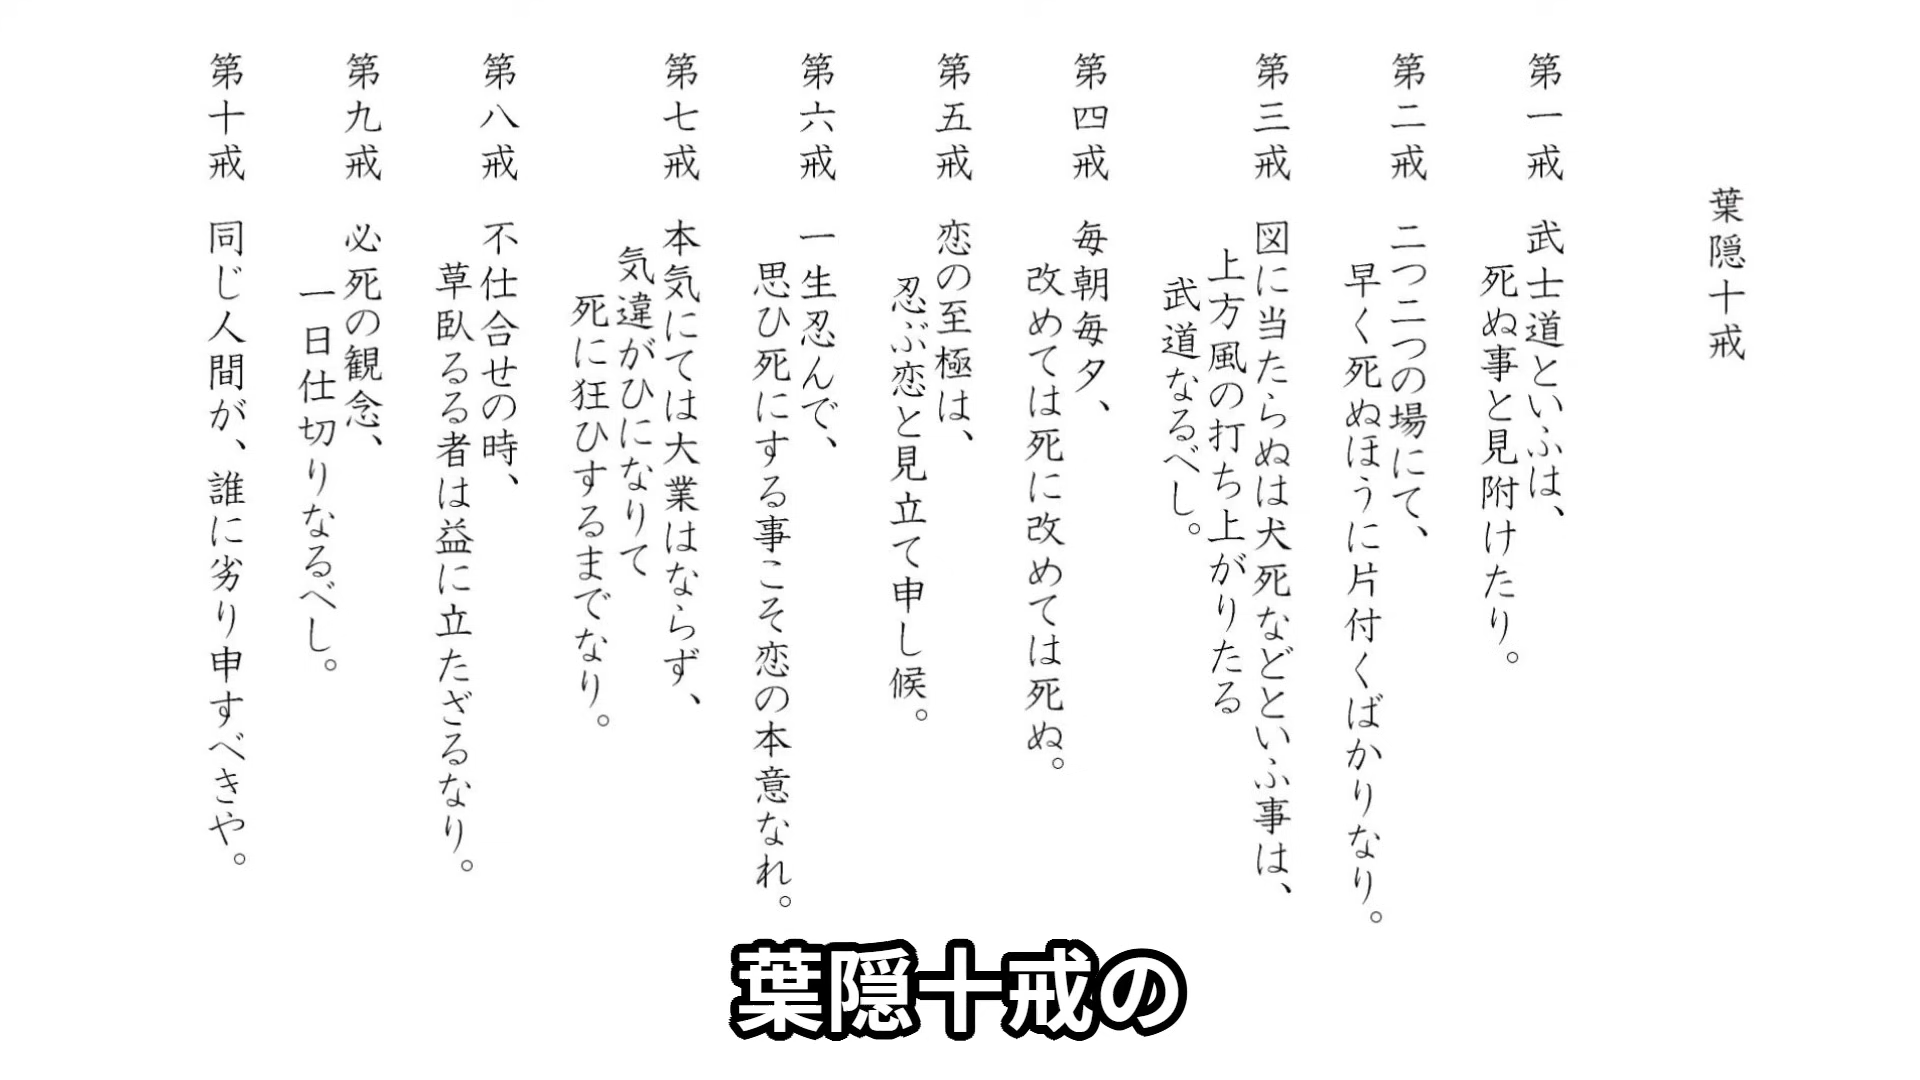 葉隠十戒
第一戒　武士道といふは、
死ぬ事と見附けたり。
第二戒　二つ二つの場にて、
早く死ぬほうに片付くばかりなり。
第三戒　図に当たらぬは犬死などといふ事は、
上方風の打ち上がりたる
武道なるべし。
第四戒　毎朝毎夕、
改めては死に改めては死ぬ。
第五戒　恋の至極は、
忍ぶ恋と見立て申し候。
第六戒　一生忍んで、
思ひ死にする事こそ恋の本意なれ。
第七戒　本気にては大業はならず、
気違がひになりて
死に狂ひするまでなり。
第八戒　不仕合せの時、
草臥るる者は益に立たざるなり。
第九戒　必死の観念、
一日仕切りなるべし。
第十戒　同じ人間が、誰に劣り申すべきや。
葉隠十戒の